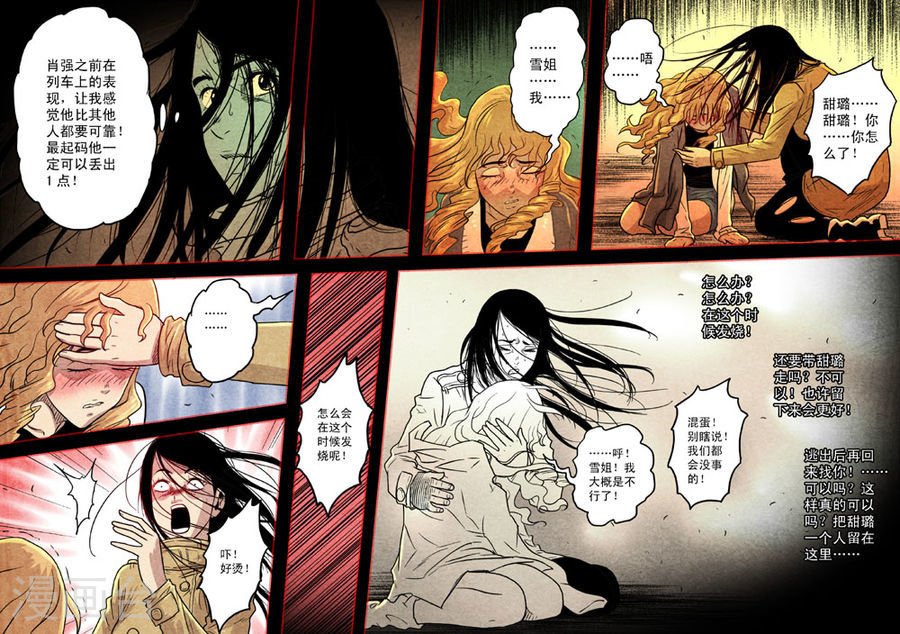 肖强之前在
列车上的表
现，让我感
觉他比其他
人都要可靠！
最起码他一
定可以丢出
1点！
……
雪姐
我……
……唔
甜璐……
甜璐！你
……你怎
么了！
……
……
吓！
好烫！
怎么会
在这个
时候发
烧呢！
怎么办？
怎么办？
在这个时
候发烧！
……呼！
雪姐！我
大概是不
行了！
混蛋！
别瞎说！
我们都
会没事
的！
还要带甜璐
走吗？不可
以！也许留
下来会更好！
逃出后再回
来找你！……
可以吗？这
样真的可以
吗？把甜璐
一个人留在
这里……
漫画台